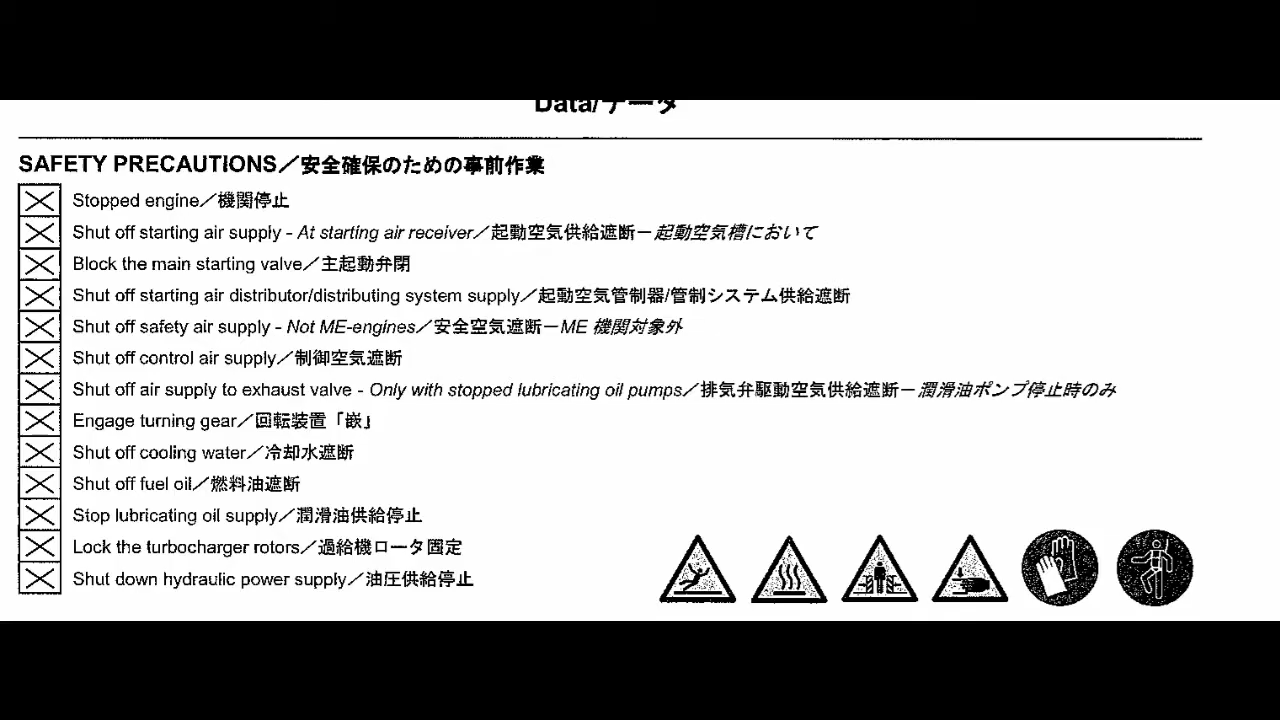 Data/データ
SAFETY PRECAUTIONS／安全確保のための事前作業
Stopped engine／機関停止
Shut off starting air supply - At starting air receiver／起動空気供給遮断－起動空気槽において
Block the main starting valve／主起動弁閉
Shut off starting air distributor/distributing system supply／起動空気管制器/管制システム供給遮断
Shut off safety air supply - Not ME-engines／安全空気遮断－ME 機関対象外
Shut off control air supply／制御空気遮断
Shut off air supply to exhaust valve - Only with stopped lubricating oil pumps／排気弁駆動空気供給遮断－潤滑油ポンプ停止時のみ
Engage turning gear／回転装置「嵌」
Shut off cooling water／冷却水遮断
Shut off fuel oil／燃料油遮断
Stop lubricating oil supply／潤滑油供給停止
Lock the turbocharger rotors／過給機ロータ固定
Shut down hydraulic power supply／油圧供給停止